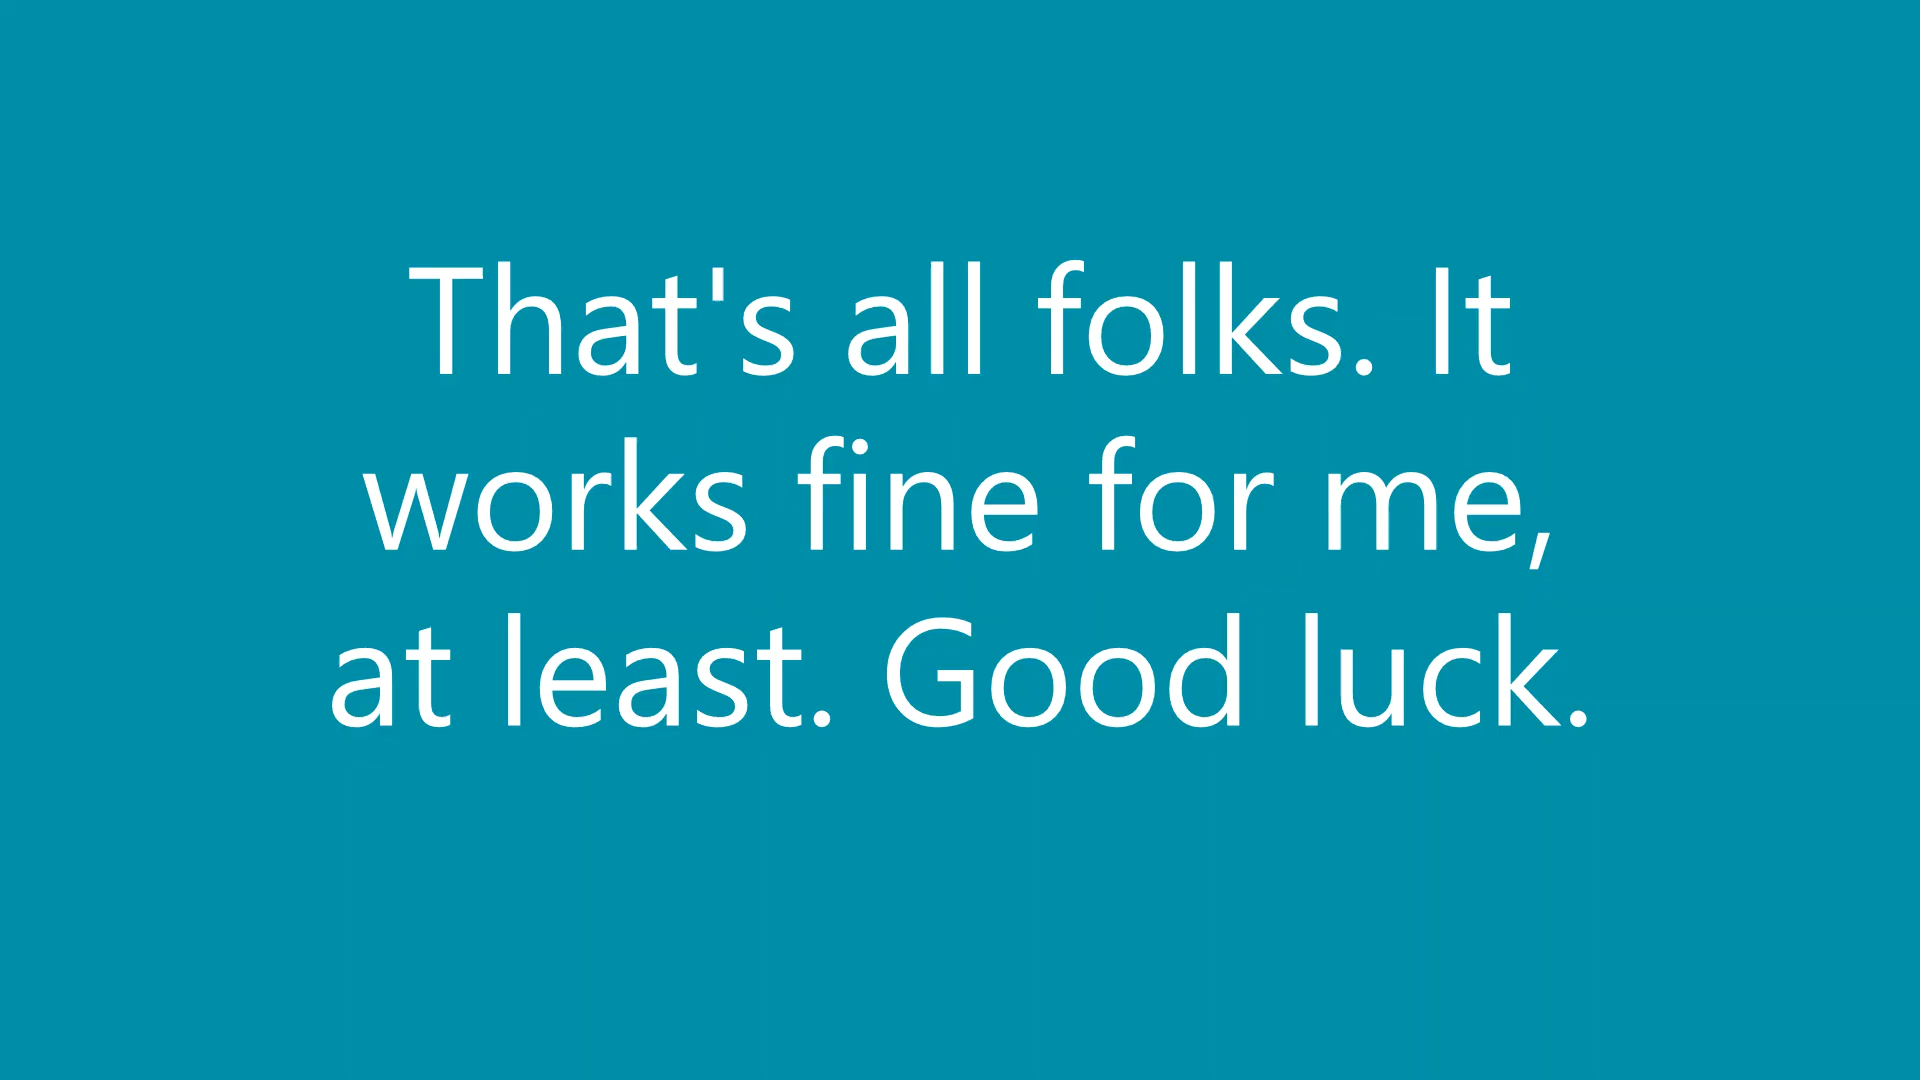 That's all folks. It
works fine for me,
at least. Good luck.